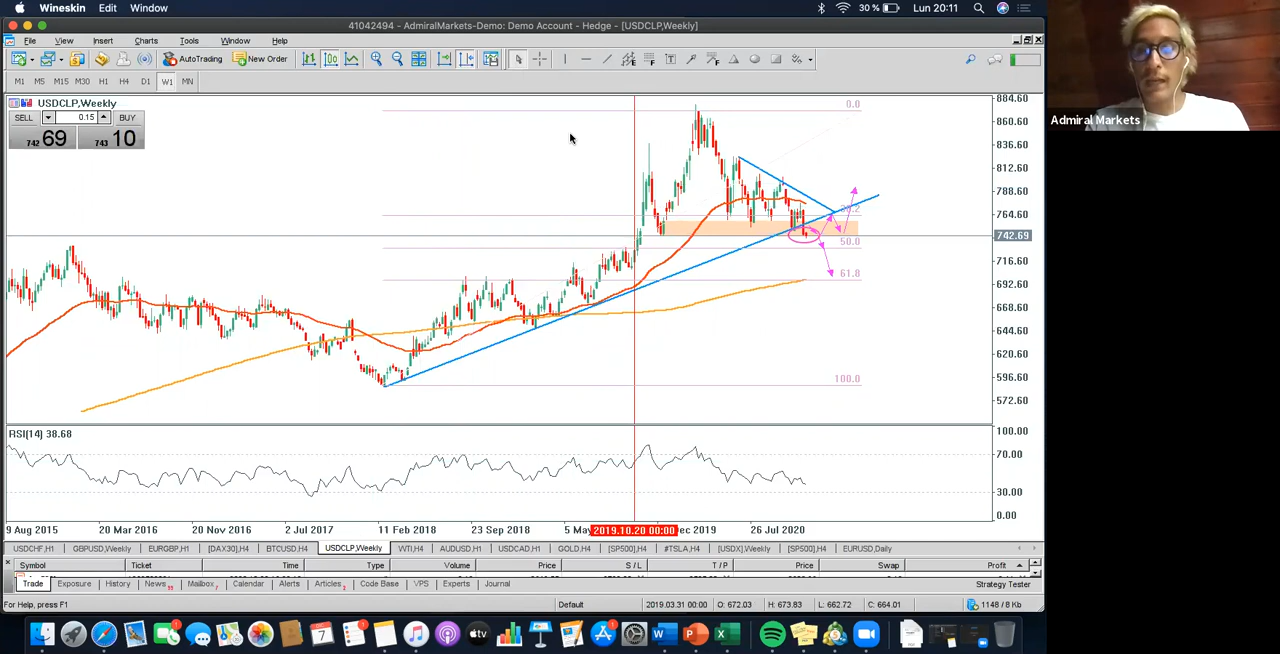 Wineskin Edit Window 30 % Lun 20:11
41042494 - AdmiralMarkets-Demo: Demo Account - Hedge - [USDCLP,Weekly]
File View Insert Charts Tools Window Help
AutoTrading New Order
M1 M5 M15 M30 H1 H4 D1 W1 MN
USDCLP,Weekly
SELL 0.15 BUY
742 69 743 10
Admiral Markets
884.60
860.60
836.60
812.60
788.60
764.60
742.69
716.60
692.60
668.60
644.60
620.60
596.60
572.60
0.0
50.0
61.8
100.0
RSI(14) 38.68
100.00
70.00
30.00
0.00
9 Aug 2015 20 Mar 2016 20 Nov 2016 2 Jul 2017 11 Feb 2018 23 Sep 2018 5 May 2019.10.20 00:00 Dec 2019 26 Jul 2020
USDCHF,H1 GBPUSD,Weekly EURGBP,H1 [DAX30],H4 BTCUSD,H4 USDCLP,Weekly WTI,H4 AUDUSD,H1 USDCAD,H1 GOLD,H4 [SP500],H4 #TSLA,H4 [USDX],Weekly [SP500],H4 EURUSD,Daily
Symbol Ticket Time Type Volume Price S / L T / P Price Swap Profit
Trade Exposure History News Mailbox Calendar Alerts Articles Code Base VPS Experts Journal Strategy Tester
For Help, press F1 Default 2019.03.31 00:00 O: 672.03 H: 673.83 L: 662.72 C: 664.01 1148 / 8 Kb
7